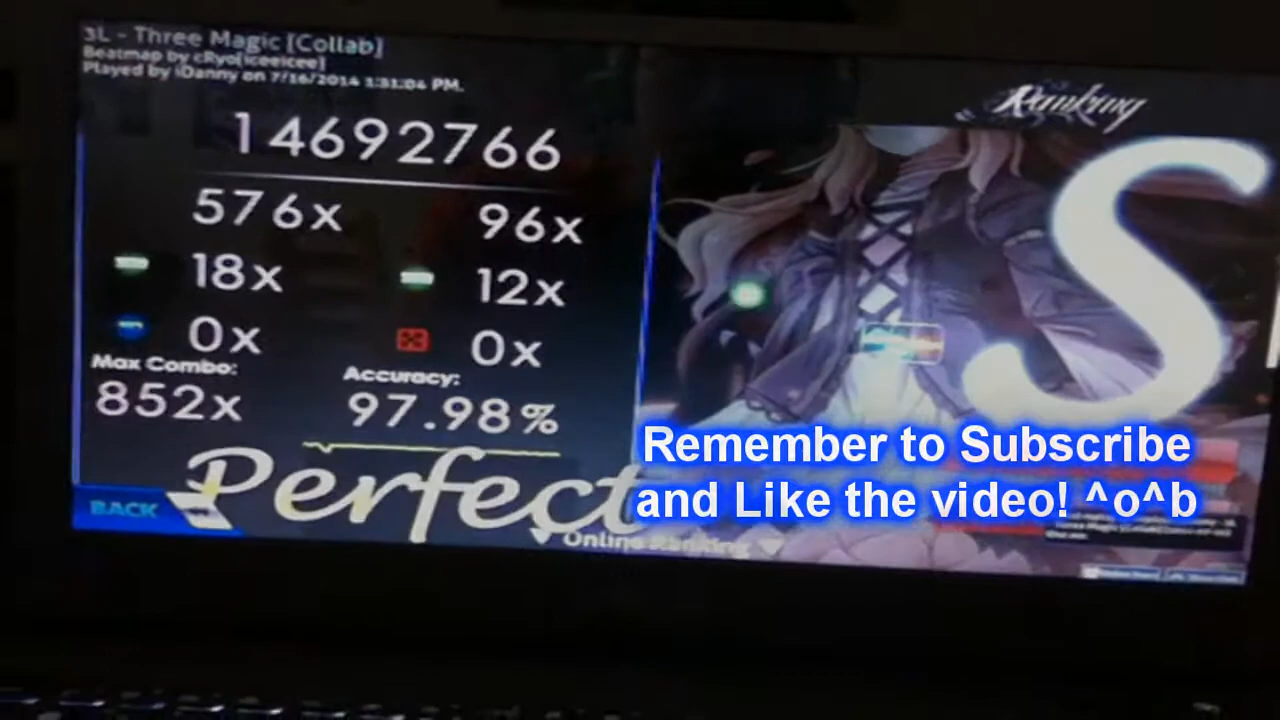 3L - Three Magic [Collab]
Beatmap by cRyo[iceeicee]
Played by iDanny on 7/16/2014 1:31:04 PM.
Ranking
14692766
576x 96x
18x 12x
0x 0x
Max Combo: Accuracy:
852x 97.98%
S
Perfect
Remember to Subscribe
and Like the video! ^o^b
BACK
Online Ranking